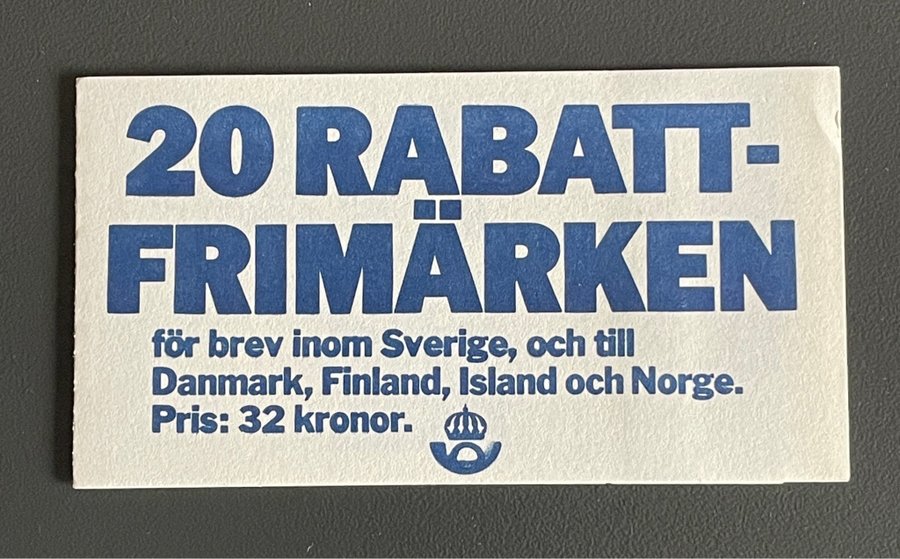 20 RABATT-
FRIMÄRKEN
för brev inom Sverige, och till
Danmark, Finland, Island och Norge.
Pris: 32 kronor.